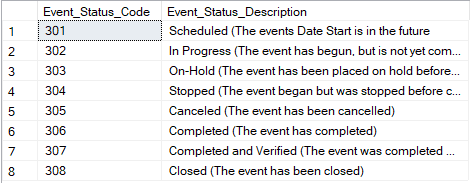 Event_Status_Code Event_Status_Description
1 301 Scheduled (The events Date Start is in the future
2 302 In Progress (The event has begun, but is not yet com...
3 303 On-Hold (The event has been placed on hold before...
4 304 Stopped (The event began but was stopped before c...
5 305 Canceled (The event has been cancelled)
6 306 Completed (The event has completed)
7 307 Completed and Verified (The event was completed ...
8 308 Closed (The event has been closed)